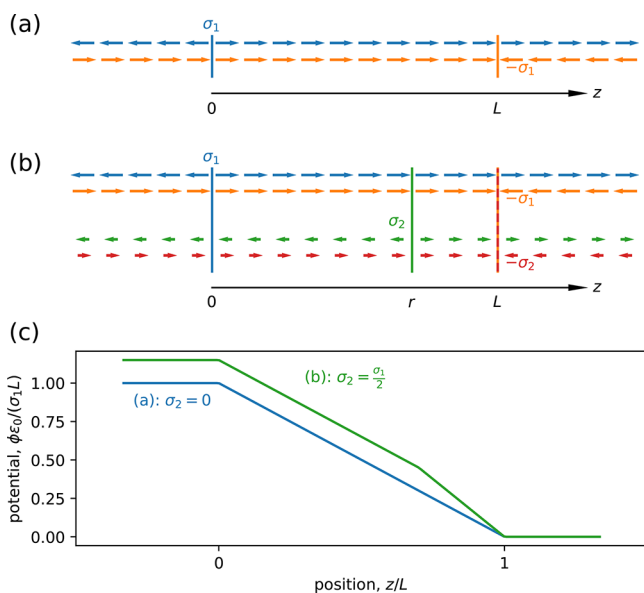 (a)
σ₁
−σ₁
0
L
z
(b)
σ₁
−σ₁
σ₂
−σ₂
0
r
L
z
(c)
1.00
0.75
0.50
0.25
0.00
potential, ϕε₀/(σ₁L)
(b): σ₂ = σ₁/2
(a): σ₂ = 0
0
1
position, z/L